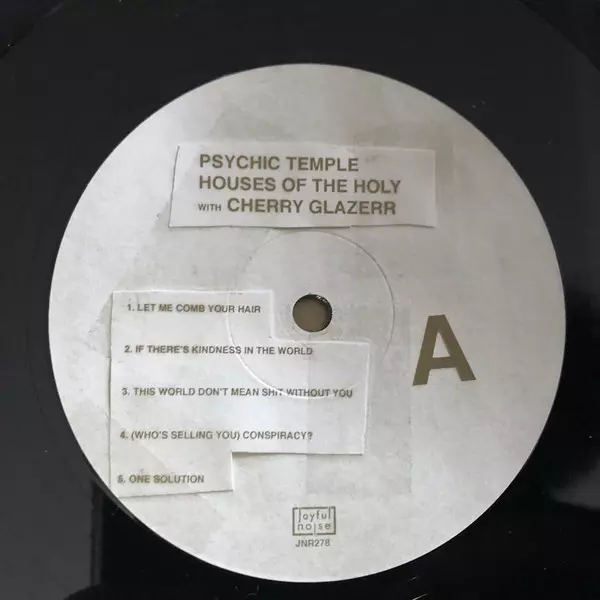 PSYCHIC TEMPLE
HOUSES OF THE HOLY
WITH CHERRY GLAZERR
1. LET ME COMB YOUR HAIR
2. IF THERE'S KINDNESS IN THE WORLD
3. THIS WORLD DON'T MEAN SHIT WITHOUT YOU
4. (WHO'S SELLING YOU) CONSPIRACY?
5. ONE SOLUTION
A
joyful
noise
JNR278